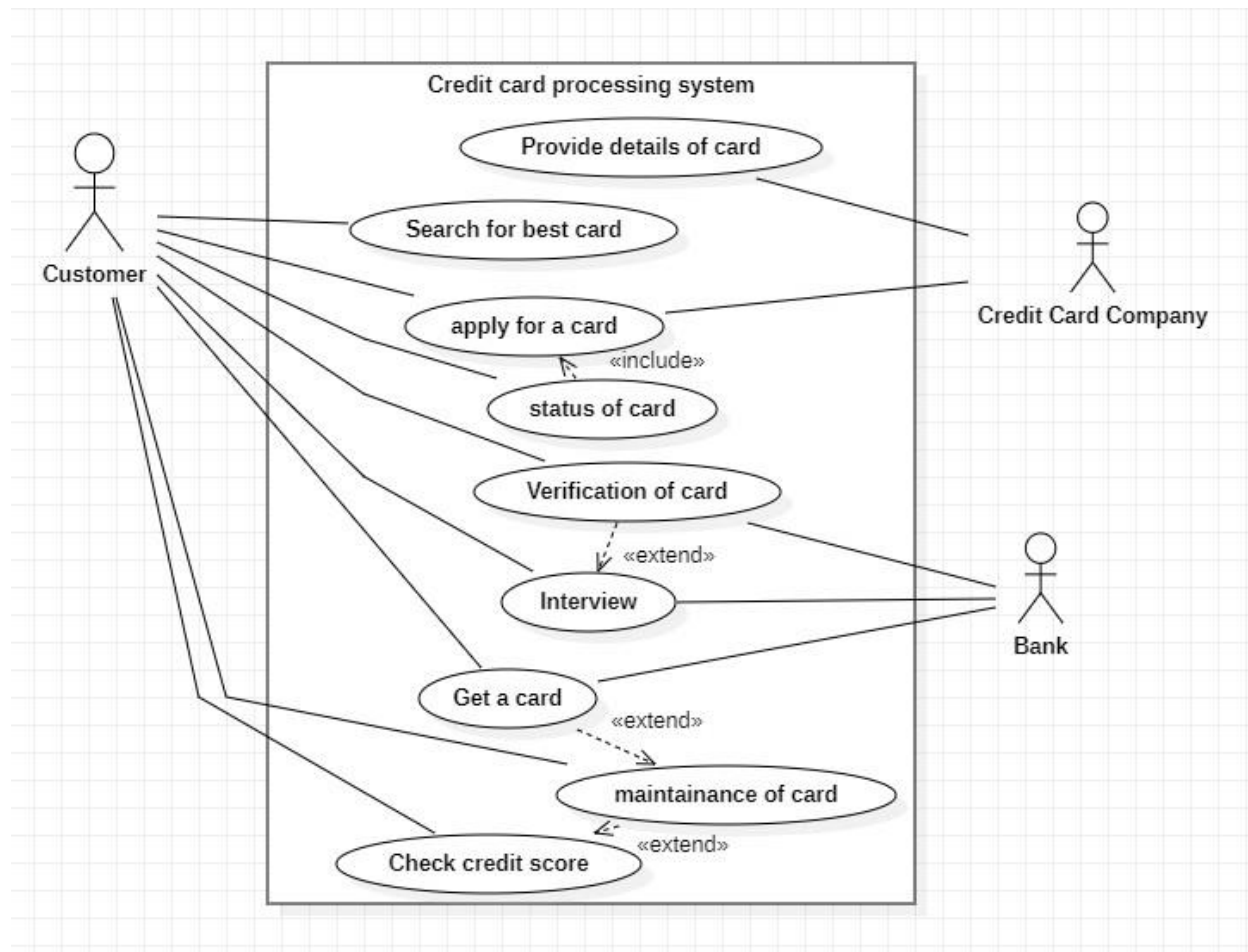 Credit card processing system
Provide details of card
Search for best card
Customer
Credit Card Company
apply for a card
«include»
status of card
Verification of card
«extend»
Interview
Bank
Get a card
«extend»
maintainance of card
«extend»
Check credit score